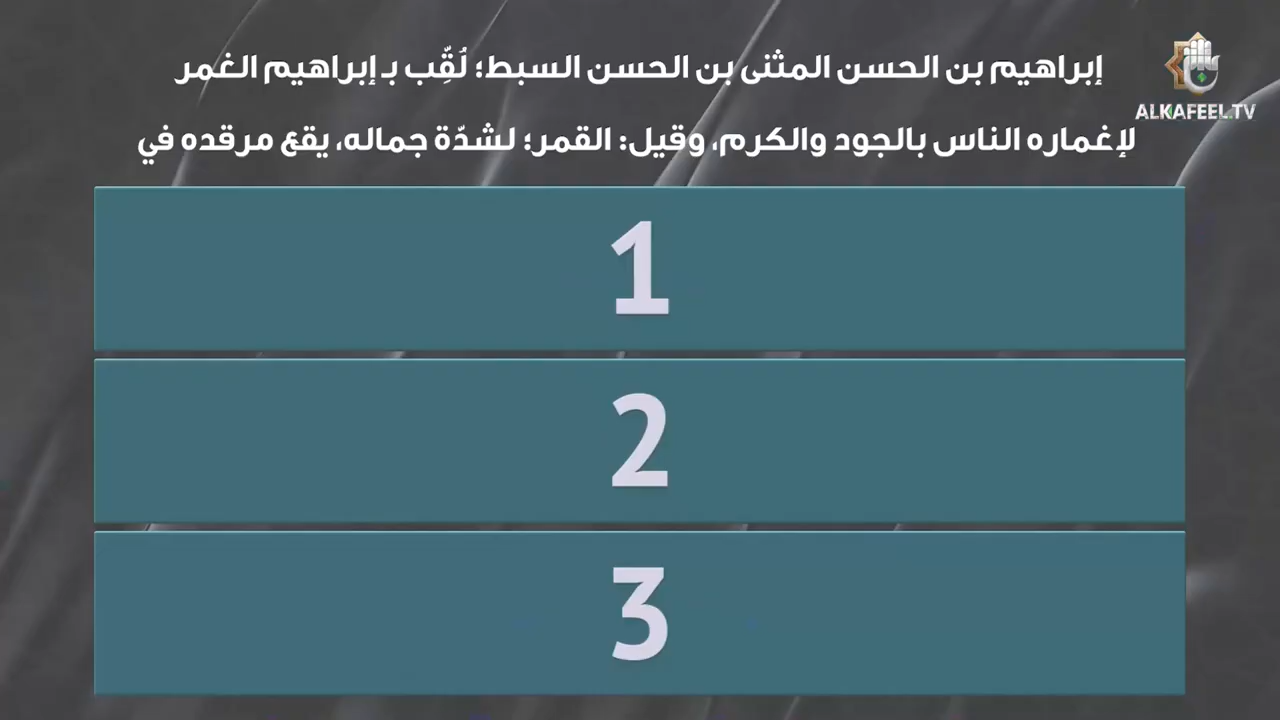 إبراهيم بن الحسن المثنى بن الحسن السبط؛ لُقِّب بـ إبراهيم الغمر
لإغماره الناس بالجود والكرم، وقيل: القمر؛ لشدّة جماله، يقع مرقده في
ALKAFEEL.TV
1
2
3